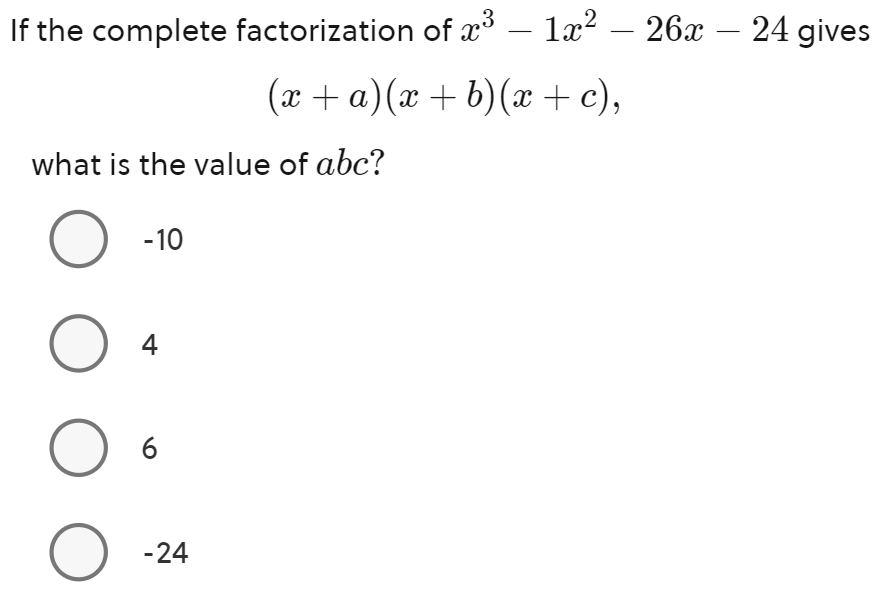 If the complete factorization of x³ − 1x² − 26x − 24 gives
(x + a)(x + b)(x + c),
what is the value of abc?
-10
4
6
-24